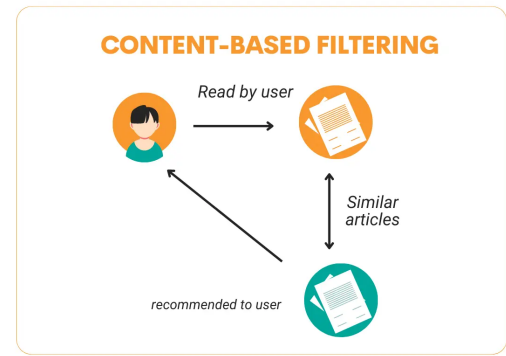 CONTENT-BASED FILTERING
Read by user
Similar
articles
recommended to user